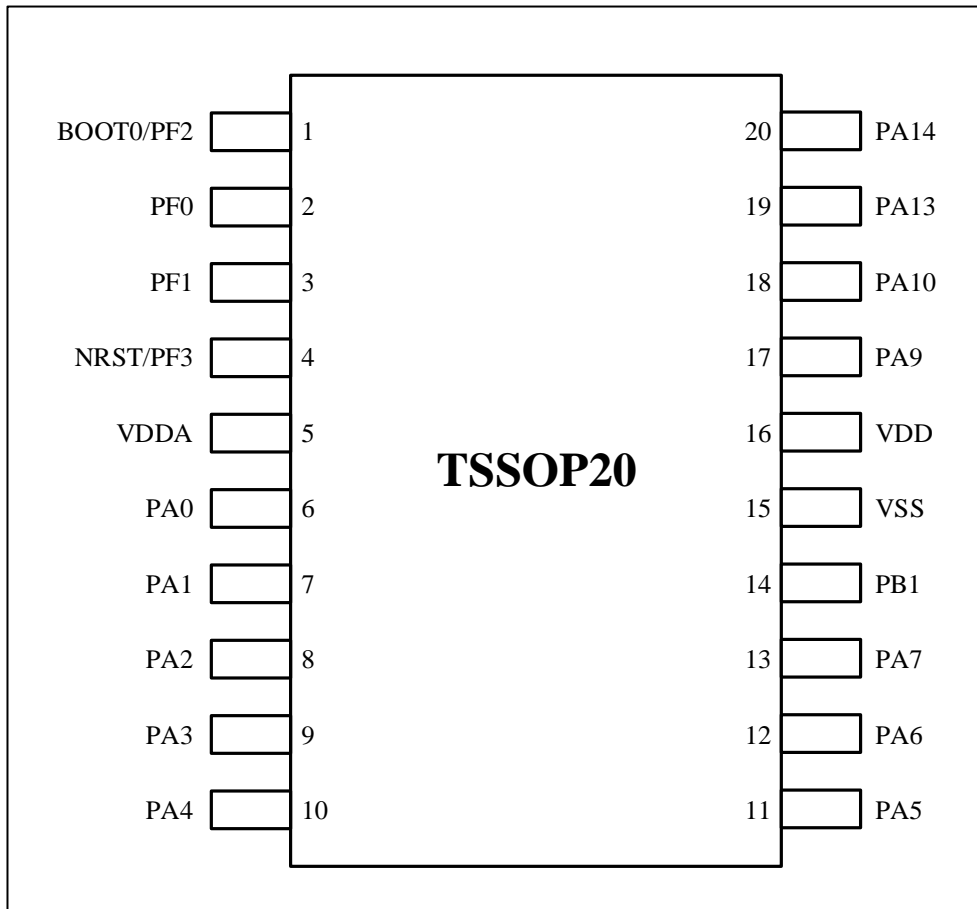 BOOT0/PF2 1 20 PA14
PF0 2 19 PA13
PF1 3 18 PA10
NRST/PF3 4 17 PA9
VDDA 5 16 VDD
TSSOP20
PA0 6 15 VSS
PA1 7 14 PB1
PA2 8 13 PA7
PA3 9 12 PA6
PA4 10 11 PA5